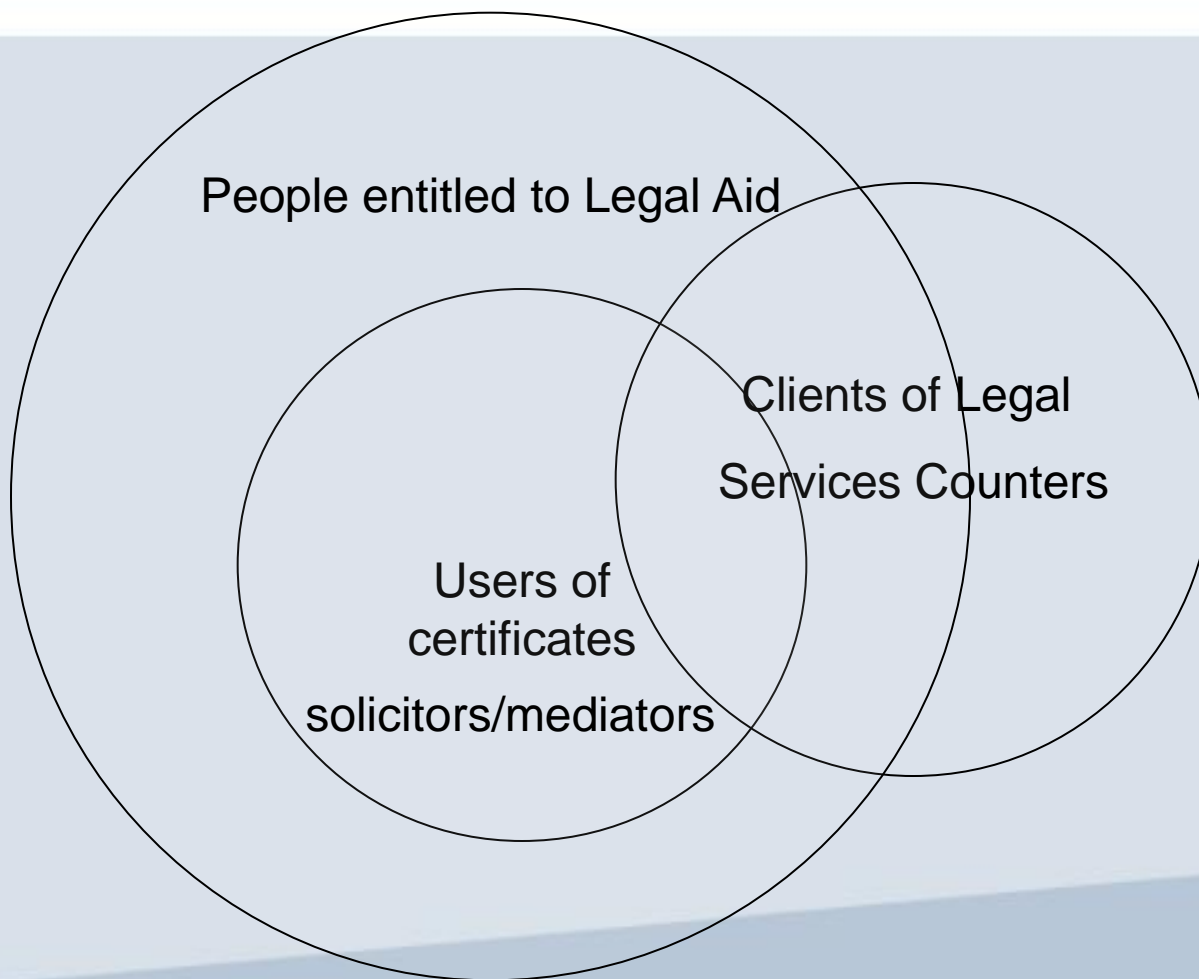 People entitled to Legal Aid
Clients of Legal
Services Counters
Users of
certificates
solicitors/mediators